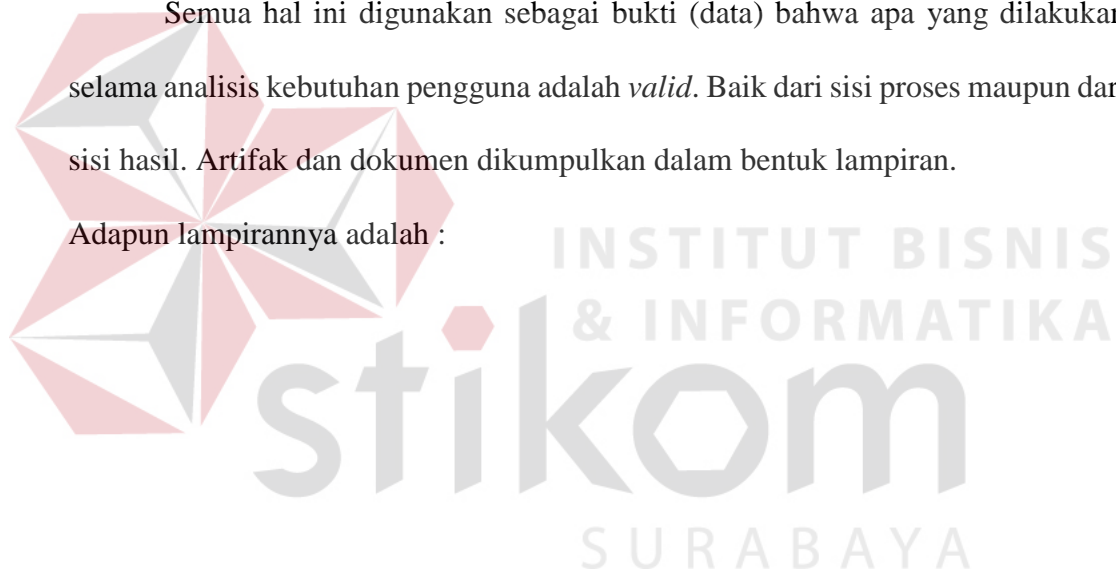 Semua hal ini digunakan sebagai bukti (data) bahwa apa yang dilakukan
selama analisis kebutuhan pengguna adalah valid. Baik dari sisi proses maupun dari
sisi hasil. Artifak dan dokumen dikumpulkan dalam bentuk lampiran.
Adapun lampirannya adalah :
INSTITUT BISNIS
& INFORMATIKA
stikom
SURABAYA